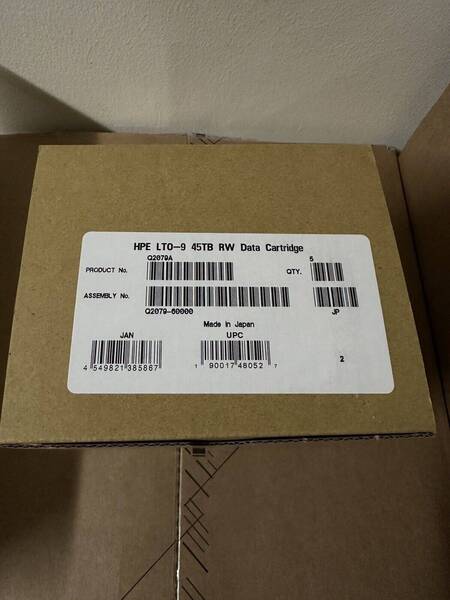 HPE LTO-9 45TB RW Data Cartridge
Q2079A 5
PRODUCT No. QTY.
ASSEMBLY No.
Q2079-60000 JP
Made in Japan
JAN UPC
2
4 549821 385867 1 90017 48052 7